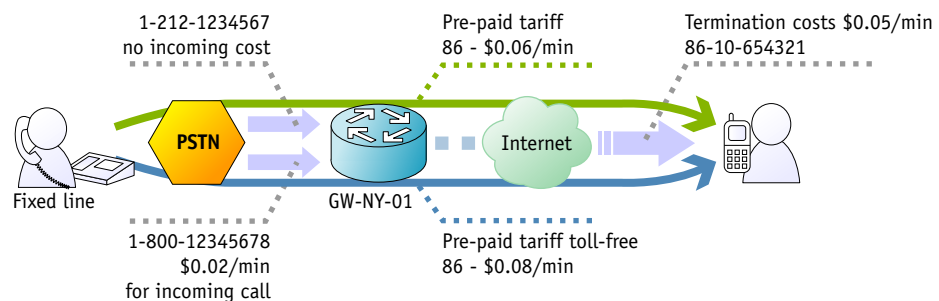 1-212-1234567
no incoming cost
Pre-paid tariff
86 - $0.06/min
Termination costs $0.05/min
86-10-654321
PSTN
Internet
Fixed line
GW-NY-01
1-800-12345678
$0.02/min
for incoming call
Pre-paid tariff toll-free
86 - $0.08/min